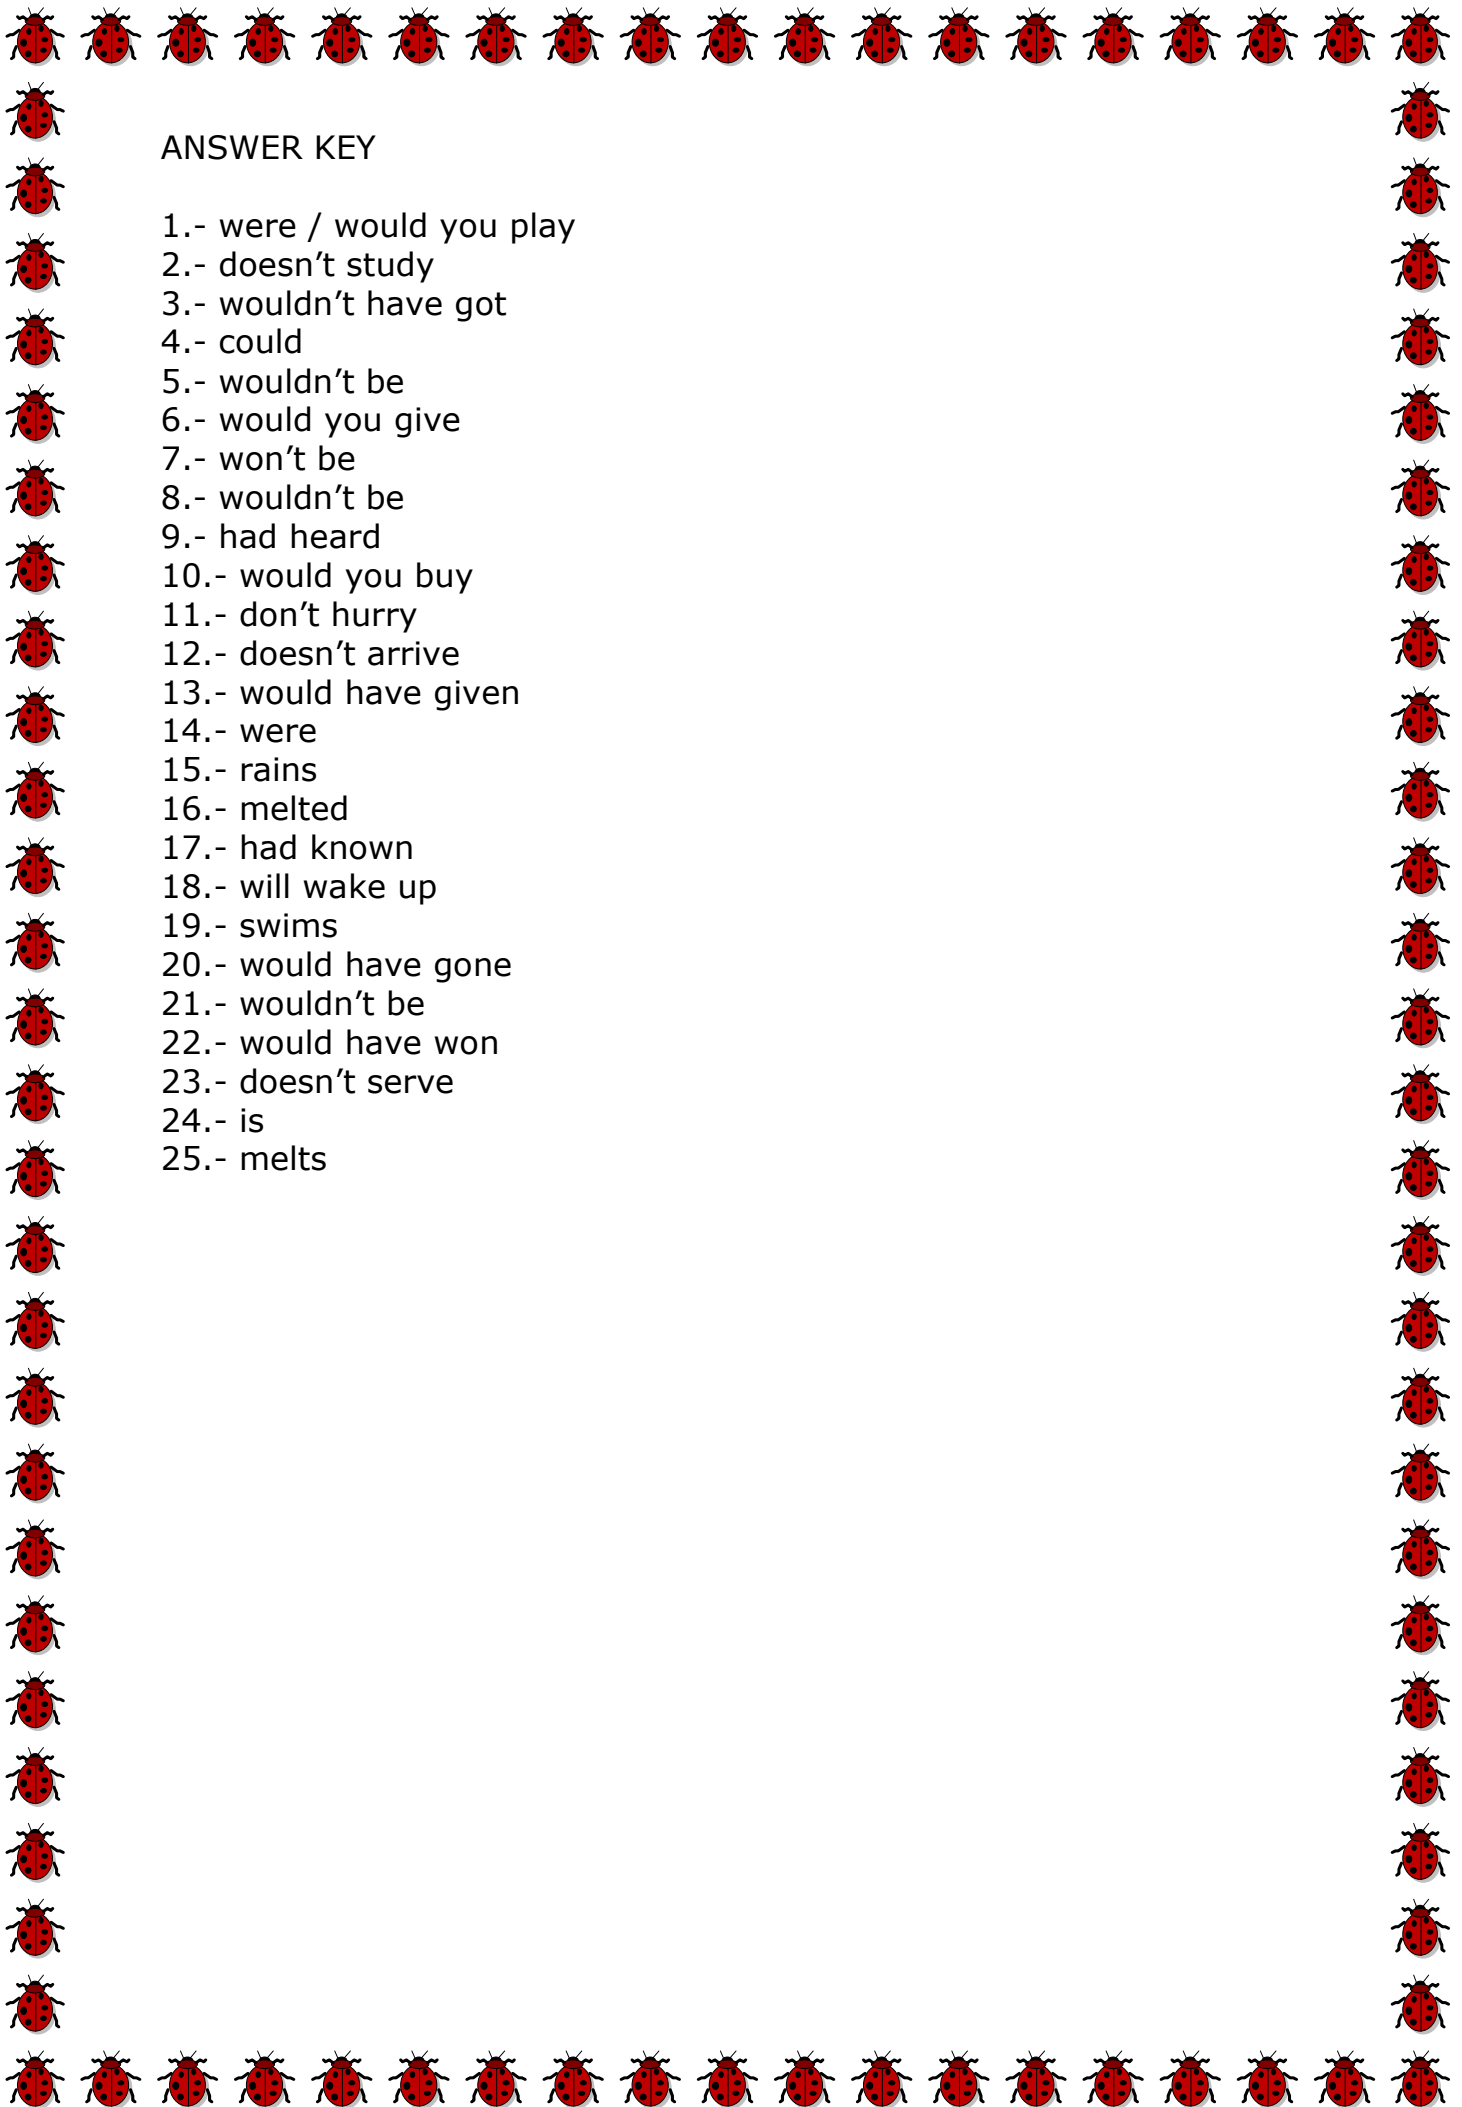 ANSWER KEY
1.- were / would you play
2.- doesn’t study
3.- wouldn’t have got
4.- could
5.- wouldn’t be
6.- would you give
7.- won’t be
8.- wouldn’t be
9.- had heard
10.- would you buy
11.- don’t hurry
12.- doesn’t arrive
13.- would have given
14.- were
15.- rains
16.- melted
17.- had known
18.- will wake up
19.- swims
20.- would have gone
21.- wouldn’t be
22.- would have won
23.- doesn’t serve
24.- is
25.- melts